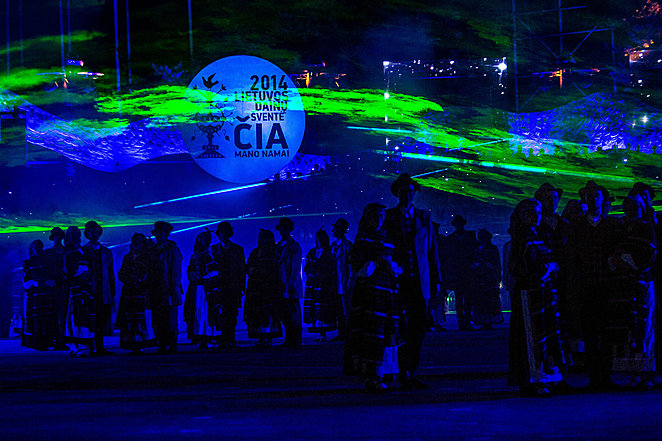 2014
LIETUVOS
DAINŲ
ŠVENTĖ
ČIA
MANO NAMAI